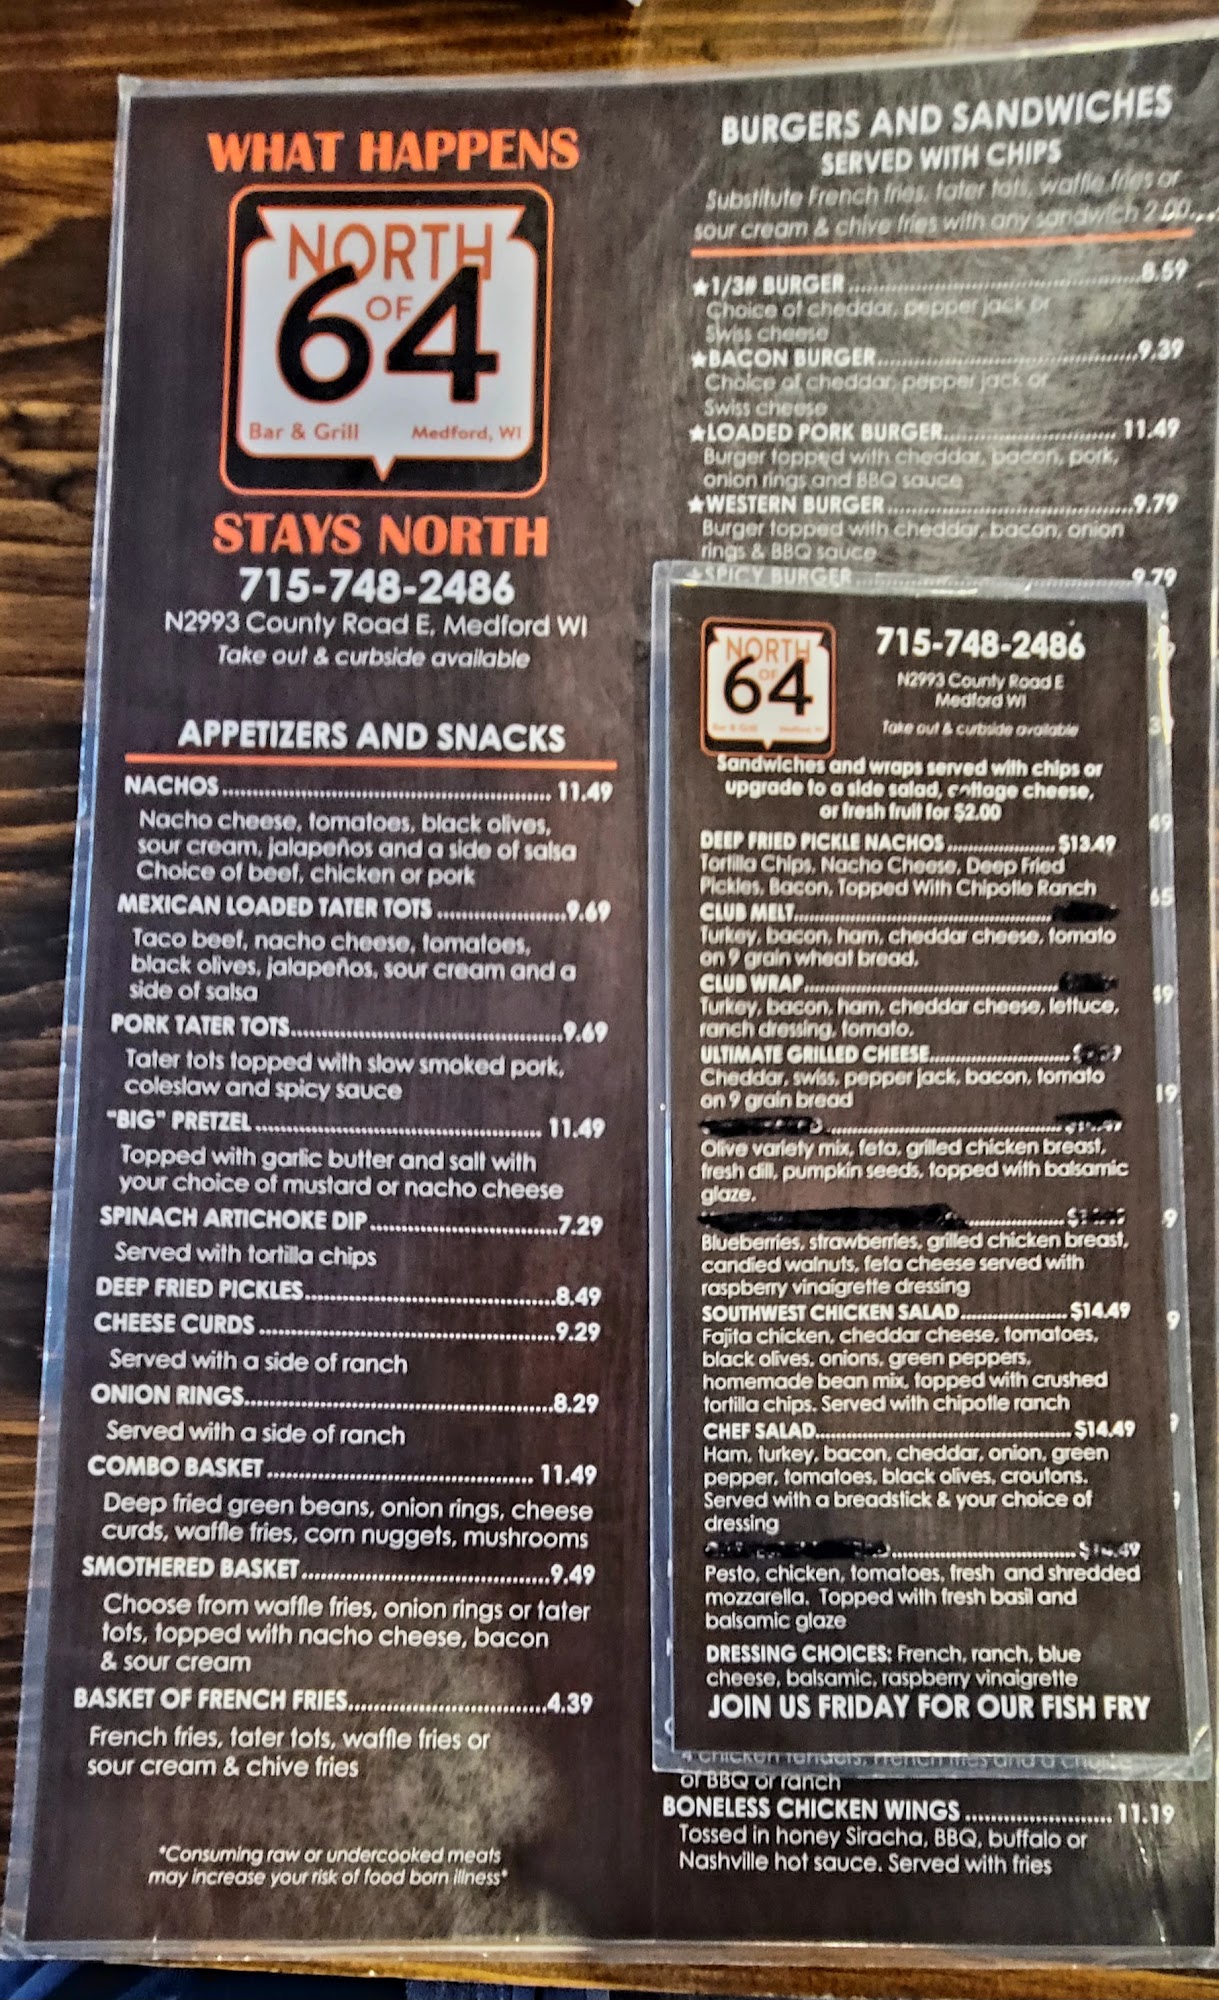 WHAT HAPPENS
NORTH
OF
64
Bar & Grill Medford, WI
STAYS NORTH
715-748-2486
N2993 County Road E, Medford WI
Take out & curbside available
APPETIZERS AND SNACKS
NACHOS 11.49
Nacho cheese, tomatoes, black olives,
sour cream, jalapeños and a side of salsa
Choice of beef, chicken or pork
MEXICAN LOADED TATER TOTS 9.69
Taco beef, nacho cheese, tomatoes,
black olives, jalapeños, sour cream and a
side of salsa
PORK TATER TOTS 9.69
Tater tots topped with slow smoked pork,
coleslaw and spicy sauce
"BIG" PRETZEL 11.49
Topped with garlic butter and salt with
your choice of mustard or nacho cheese
SPINACH ARTICHOKE DIP 7.29
Served with tortilla chips
DEEP FRIED PICKLES 8.49
CHEESE CURDS 9.29
Served with a side of ranch
ONION RINGS 8.29
Served with a side of ranch
COMBO BASKET 11.49
Deep fried green beans, onion rings, cheese
curds, waffle fries, corn nuggets, mushrooms
SMOTHERED BASKET 9.49
Choose from waffle fries, onion rings or tater
tots, topped with nacho cheese, bacon
& sour cream
BASKET OF FRENCH FRIES 4.39
French fries, tater tots, waffle fries or
sour cream & chive fries
*Consuming raw or undercooked meats
may increase your risk of food born illness*
BURGERS AND SANDWICHES
SERVED WITH CHIPS
Substitute French fries, tater tots, waffle fries or
sour cream & chive fries with any sandwich 2.00
★1/3# BURGER 8.59
Choice of cheddar, pepper jack or
Swiss cheese
★BACON BURGER 9.39
Choice of cheddar, pepper jack or
Swiss cheese
★LOADED PORK BURGER 11.49
Burger topped with cheddar, bacon, pork,
onion rings and BBQ sauce
★WESTERN BURGER 9.79
Burger topped with cheddar, bacon, onion
rings & BBQ sauce
★SPICY BURGER 9.79
NORTH
OF
64
715-748-2486
N2993 County Road E
Medford WI
Take out & curbside available
Sandwiches and wraps served with chips or
upgrade to a side salad, cottage cheese,
or fresh fruit for $2.00
DEEP FRIED PICKLE NACHOS $13.49
Tortilla Chips, Nacho Cheese, Deep Fried
Pickles, Bacon, Topped With Chipotle Ranch
CLUB MELT
Turkey, bacon, ham, cheddar cheese, tomato
on 9 grain wheat bread.
CLUB WRAP
Turkey, bacon, ham, cheddar cheese, lettuce,
ranch dressing, tomato.
ULTIMATE GRILLED CHEESE
Cheddar, swiss, pepper jack, bacon, tomato
on 9 grain bread
Olive variety mix, feta, grilled chicken breast,
fresh dill, pumpkin seeds, topped with balsamic
glaze.
Blueberries, strawberries, grilled chicken breast,
candied walnuts, feta cheese served with
raspberry vinaigrette dressing
SOUTHWEST CHICKEN SALAD $14.49
Fajita chicken, cheddar cheese, tomatoes,
black olives, onions, green peppers,
homemade bean mix, topped with crushed
tortilla chips. Served with chipotle ranch
CHEF SALAD $14.49
Ham, turkey, bacon, cheddar, onion, green
pepper, tomatoes, black olives, croutons.
Served with a breadstick & your choice of
dressing
$14.49
Pesto, chicken, tomatoes, fresh and shredded
mozzarella. Topped with fresh basil and
balsamic glaze
DRESSING CHOICES: French, ranch, blue
cheese, balsamic, raspberry vinaigrette
JOIN US FRIDAY FOR OUR FISH FRY
4 chicken tenders, french fries and a
of BBQ or ranch
BONELESS CHICKEN WINGS 11.19
Tossed in honey Siracha, BBQ, buffalo or
Nashville hot sauce. Served with fries